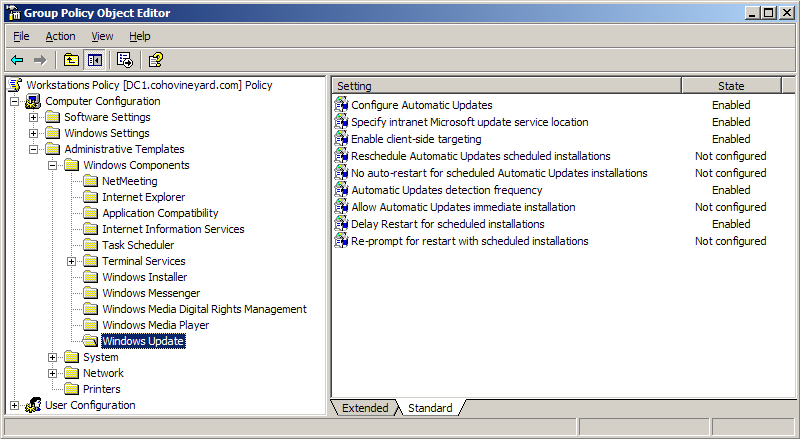 Group Policy Object Editor
File Action View Help
Workstations Policy [DC1.cohovineyard.com] Policy
Computer Configuration
Software Settings
Windows Settings
Administrative Templates
Windows Components
NetMeeting
Internet Explorer
Application Compatibility
Internet Information Services
Task Scheduler
Terminal Services
Windows Installer
Windows Messenger
Windows Media Digital Rights Management
Windows Media Player
Windows Update
System
Network
Printers
User Configuration
Setting State
Configure Automatic Updates Enabled
Specify intranet Microsoft update service location Enabled
Enable client-side targeting Enabled
Reschedule Automatic Updates scheduled installations Not configured
No auto-restart for scheduled Automatic Updates installations Not configured
Automatic Updates detection frequency Enabled
Allow Automatic Updates immediate installation Not configured
Delay Restart for scheduled installations Enabled
Re-prompt for restart with scheduled installations Not configured
Extended Standard